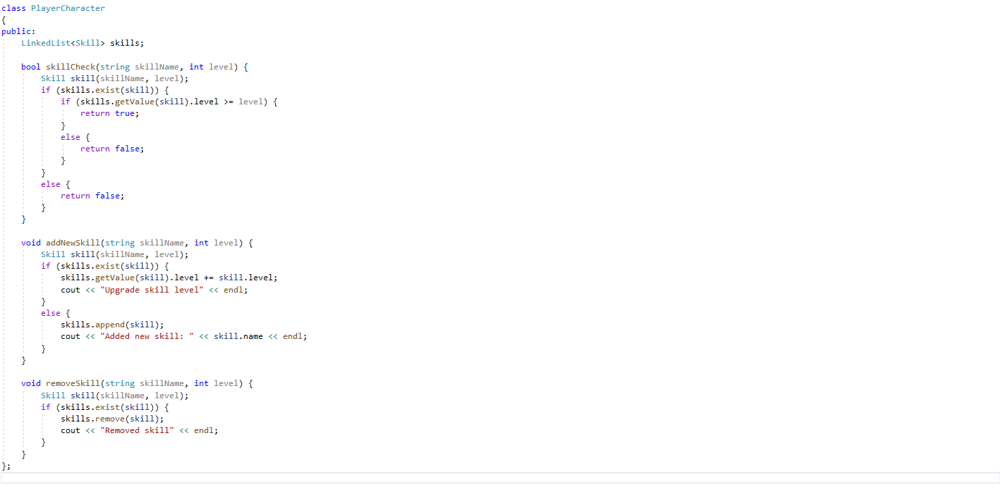 class PlayerCharacter
{
public:
    LinkedList<Skill> skills;

    bool skillCheck(string skillName, int level) {
        Skill skill(skillName, level);
        if (skills.exist(skill)) {
            if (skills.getValue(skill).level >= level) {
                return true;
            }
            else {
                return false;
            }
        }
        else {
            return false;
        }
    }

    void addNewSkill(string skillName, int level) {
        Skill skill(skillName, level);
        if (skills.exist(skill)) {
            skills.getValue(skill).level += skill.level;
            cout << "Upgrade skill level" << endl;
        }
        else {
            skills.append(skill);
            cout << "Added new skill: " << skill.name << endl;
        }
    }

    void removeSkill(string skillName, int level) {
        Skill skill(skillName, level);
        if (skills.exist(skill)) {
            skills.remove(skill);
            cout << "Removed skill" << endl;
        }
    }
};